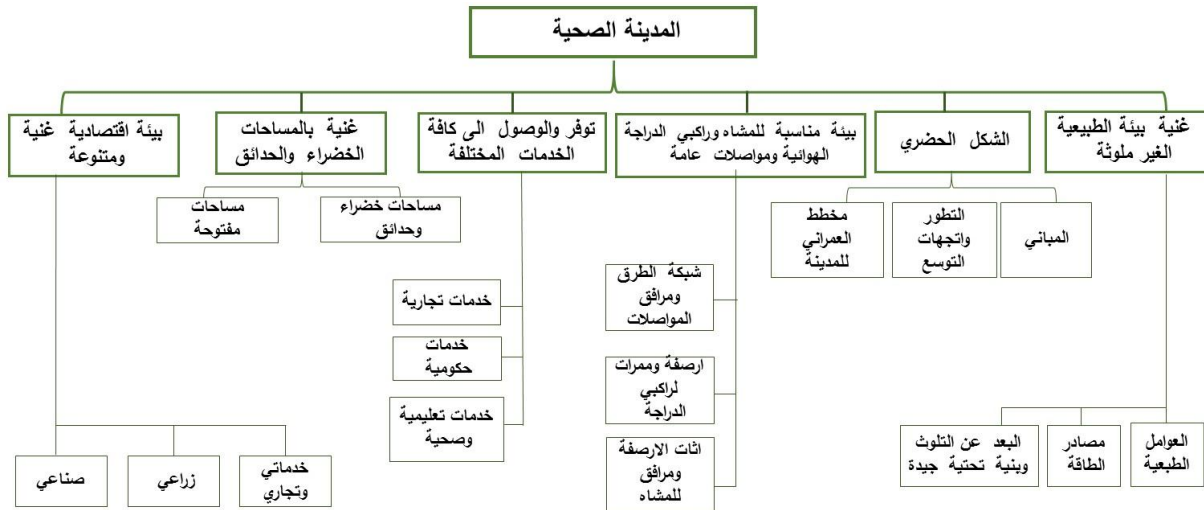 المدينة الصحية
غنية بيئة الطبيعية
الغير ملوثة
الشكل الحضري
بيئة مناسبة للمشاه وراكبي الدراجة
الهوائية ومواصلات عامة
توفر والوصول الى كافة
الخدمات المختلفة
غنية بالمساحات
الخضراء والحدائق
بيئة اقتصادية غنية
ومتنوعة
العوامل
الطبعية
مصادر
الطاقة
البعد عن التلوث
وبنية تحتية جيدة
المباني
التطور
واتجهات
التوسع
مخطط
العمراني
للمدينة
شبكة الطرق
ومرافق
المواصلات
ارصفة وممرات
لراكبي
الدراجة
اثات الارصفة
ومرافق
للمشاه
خدمات تجارية
خدمات
حكومية
خدمات تعليمية
وصحية
مساحات خضراء
وحدائق
مساحات
مفتوحة
خدماتي
وتجاري
زراعي
صناعي